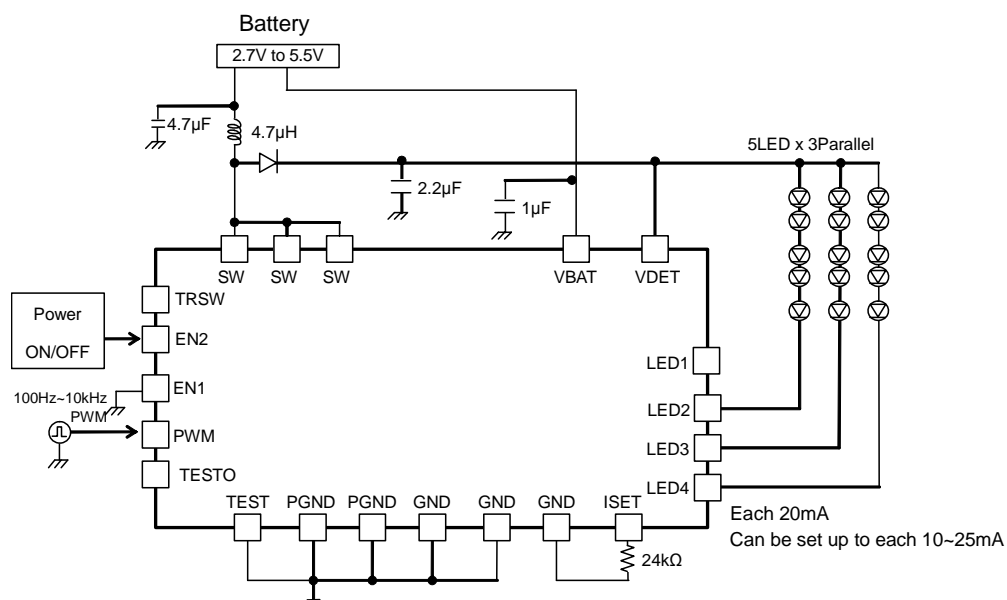 Battery
2.7V to 5.5V
4.7µF
4.7µH
5LED x 3Parallel
2.2µF
1µF
SW
SW
SW
VBAT
VDET
TRSW
Power
ON/OFF
EN2
LED1
EN1
100Hz~10kHz
PWM
LED2
PWM
LED3
TESTO
LED4
TEST
PGND
PGND
GND
GND
GND
ISET
Each 20mA
Can be set up to each 10~25mA
24kΩ